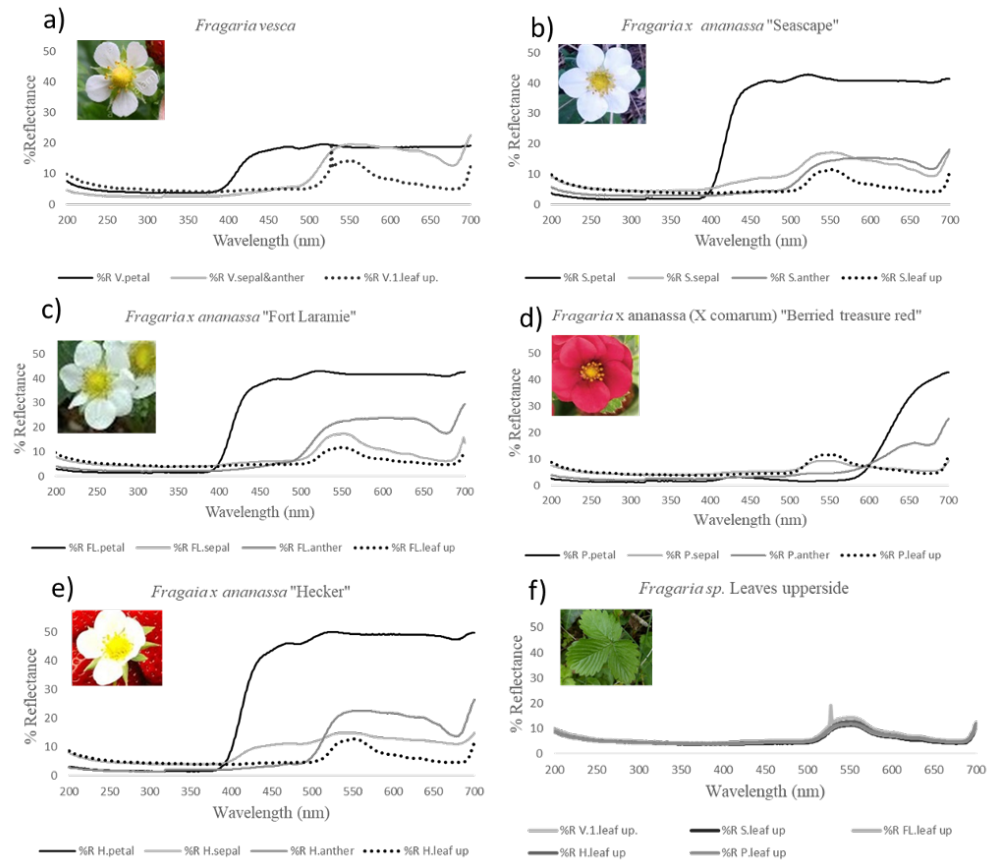 a)
Fragaria vesca
50
40
30
20
10
0
%Reflectance
200 250 300 350 400 450 500 550 600 650 700
Wavelength (nm)
%R V.petal %R V.sepal&anther %R V.1.leaf up.
b)
Fragaria x ananassa "Seascape"
50
40
30
20
10
0
% Reflectance
200 250 300 350 400 450 500 550 600 650 700
Wavelength (nm)
%R S.petal %R S.sepal %R S.anther %R S.leaf up
c)
Fragaria x ananassa "Fort Laramie"
50
40
30
20
10
0
% Reflectance
200 250 300 350 400 450 500 550 600 650 700
Wavelength (nm)
%R FL.petal %R FL.sepal %R FL.anther %R FL.leaf up
d)
Fragaria x ananassa (X comarum) "Berried treasure red"
50
40
30
20
10
0
% Reflectance
200 250 300 350 400 450 500 550 600 650 700
Wavelength (nm)
%R P.petal %R P.sepal %R P.anther %R P.leaf up
e)
Fragaia x ananassa "Hecker"
50
40
30
20
10
0
% Reflectance
200 250 300 350 400 450 500 550 600 650 700
Wavelength (nm)
%R H.petal %R H.sepal %R H.anther %R H.leaf up
f)
Fragaria sp. Leaves upperside
50
40
30
20
10
0
% Reflectance
200 250 300 350 400 450 500 550 600 650 700
Wavelength (nm)
%R V.1.leaf up. %R S.leaf up %R FL.leaf up
%R H.leaf up %R P.leaf up